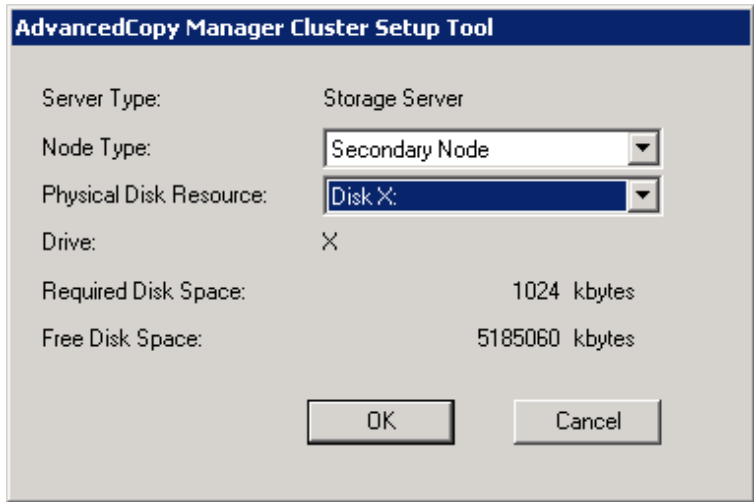 AdvancedCopy Manager Cluster Setup Tool
Server Type: Storage Server
Node Type: Secondary Node
Physical Disk Resource: Disk X:
Drive: X
Required Disk Space: 1024 kbytes
Free Disk Space: 5185060 kbytes
OK Cancel